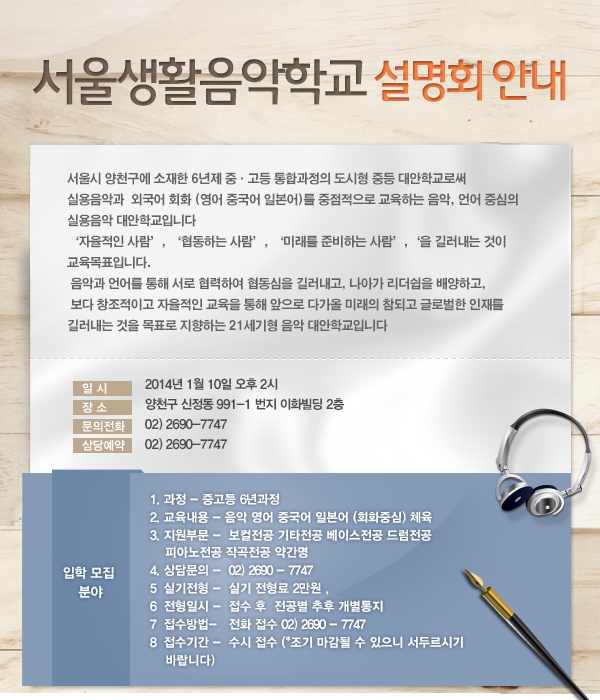 서울생활음악학교 설명회 안내
서울시 양천구에 소재한 6년제 중 · 고등 통합과정의 도시형 중등 대안학교로써
실용음악과 외국어 회화 (영어 중국어 일본어)를 중점적으로 교육하는 음악, 언어 중심의
실용음악 대안학교입니다
‘자율적인 사람’, ‘협동하는 사람’, ‘미래를 준비하는 사람’, ‘을 길러내는 것이
교육목표입니다.
음악과 언어를 통해 서로 협력하여 협동심을 길러내고, 나아가 리더쉽을 배양하고,
보다 창조적이고 자율적인 교육을 통해 앞으로 다가올 미래의 참되고 글로벌한 인재를
길러내는 것을 목표로 지향하는 21세기형 음악 대안학교입니다
일 시 2014년 1월 10일 오후 2시
장 소 양천구 신정동 991-1 번지 이화빌딩 2층
문의전화 02) 2690-7747
상담예약 02) 2690-7747
입학 모집
분야
1. 과정 - 중고등 6년과정
2. 교육내용 - 음악 영어 중국어 일본어 (회화중심) 체육
3. 지원부문 - 보컬전공 기타전공 베이스전공 드럼전공
피아노전공 작곡전공 약간명
4. 상담문의 - 02) 2690 - 7747
5 실기전형 - 실기 전형료 2만원 ,
6 전형일시 - 접수 후 전공별 추후 개별통지
7 접수방법- 전화 접수 02) 2690 - 7747
8 접수기간 - 수시 접수 (*조기 마감될 수 있으니 서두르시기
바랍니다)